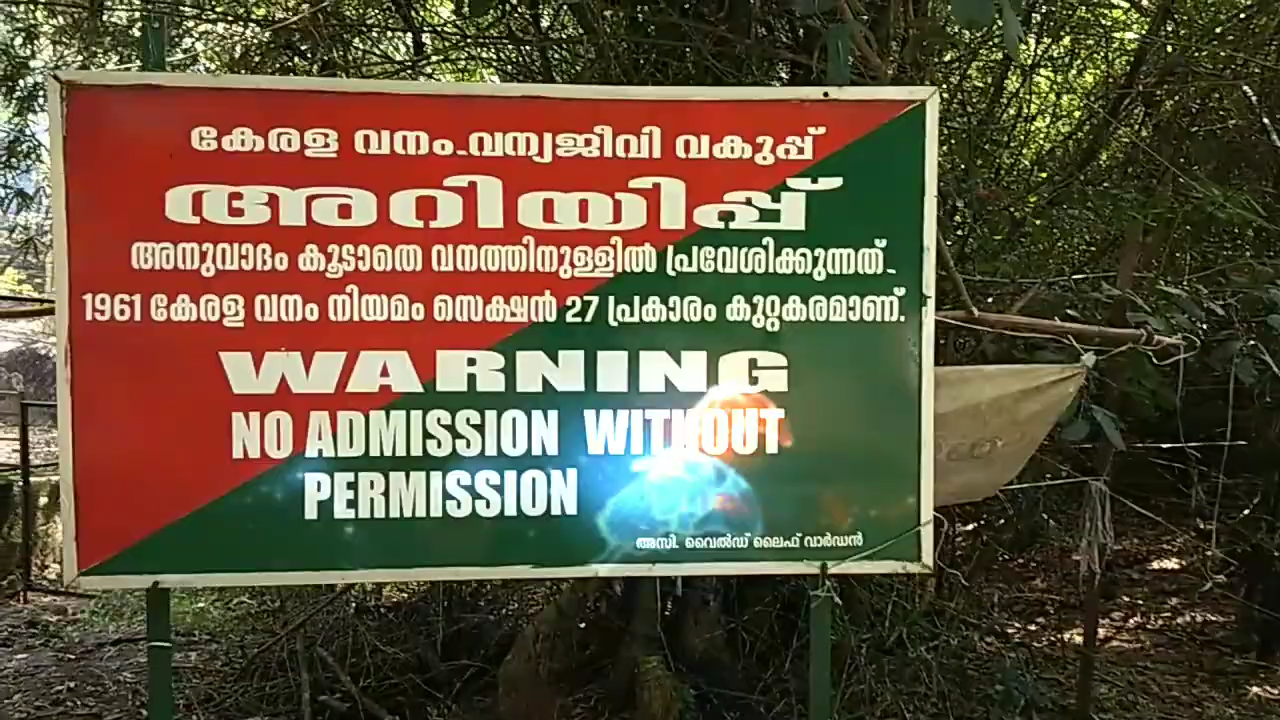 കേരള വനം-വന്യജീവി വകുപ്പ്
അറിയിപ്പ്
അനുവാദം കൂടാതെ വനത്തിനുള്ളിൽ പ്രവേശിക്കുന്നത്-
1961 കേരള വനം നിയമം സെക്ഷൻ 27 പ്രകാരം കുറ്റകരമാണ്.
WARNING
NO ADMISSION WITHOUT
PERMISSION
അസി. വൈൽഡ് ലൈഫ് വാർഡൻ